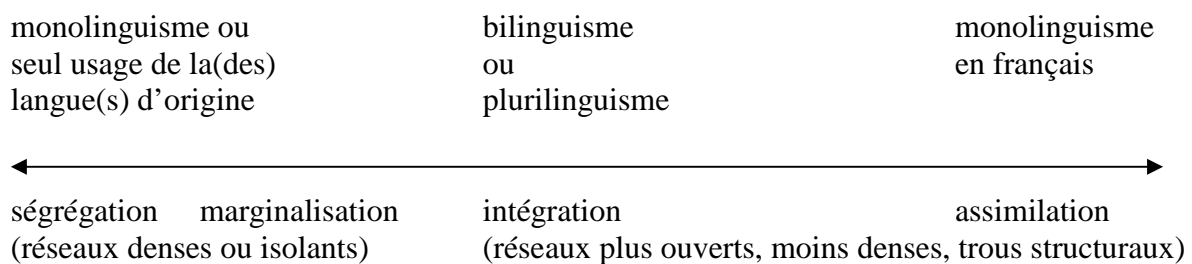 monolinguisme ou bilinguisme monolinguisme
seul usage de la(des) ou en français
langue(s) d’origine plurilinguisme
ségrégation marginalisation intégration assimilation
(réseaux denses ou isolants) (réseaux plus ouverts, moins denses, trous structuraux)